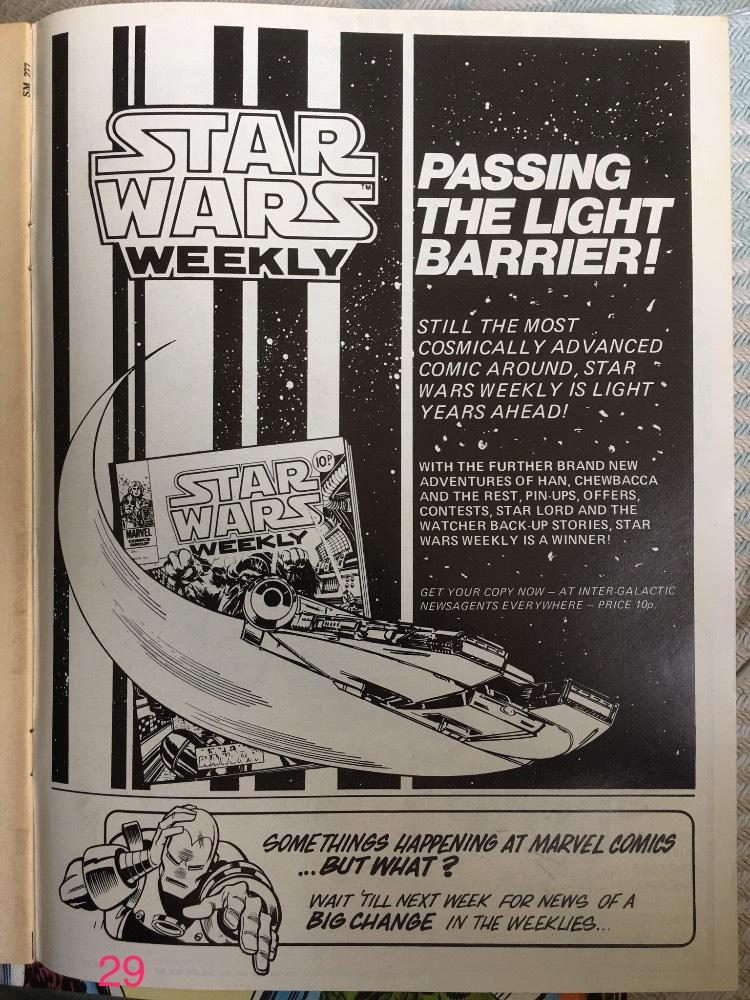 SM 277
STAR
WARS
TM
WEEKLY
PASSING
THE LIGHT
BARRIER!
STILL THE MOST
COSMICALLY ADVANCED
COMIC AROUND, STAR
WARS WEEKLY IS LIGHT
YEARS AHEAD!
WITH THE FURTHER BRAND NEW
ADVENTURES OF HAN, CHEWBACCA
AND THE REST, PIN-UPS, OFFERS,
CONTESTS, STAR LORD AND THE
WATCHER BACK-UP STORIES, STAR
WARS WEEKLY IS A WINNER!
GET YOUR COPY NOW – AT INTER-GALACTIC
NEWSAGENTS EVERYWHERE – PRICE 10p.
10P
STAR
WARS
WEEKLY
MARVEL
COMICS
GROUP
SOMETHINGS HAPPENING AT MARVEL COMICS
...BUT WHAT?
WAIT 'TILL NEXT WEEK FOR NEWS OF A
BIG CHANGE IN THE WEEKLIES...
29